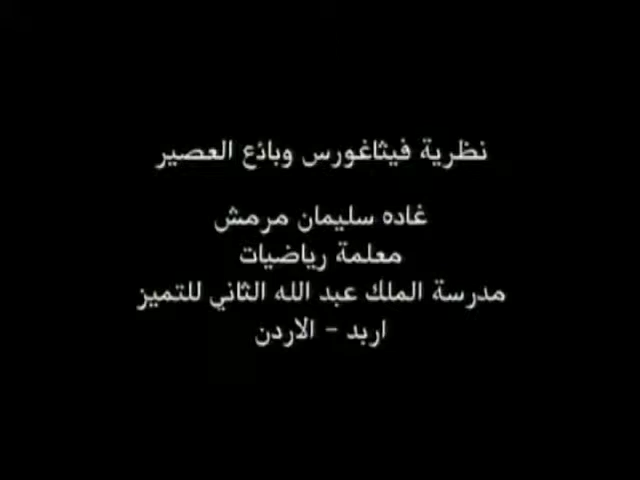 نظرية فيثاغورس وبائع العصير
غاده سليمان مرمش
معلمة رياضيات
مدرسة الملك عبد الله الثاني للتميز
اربد - الاردن